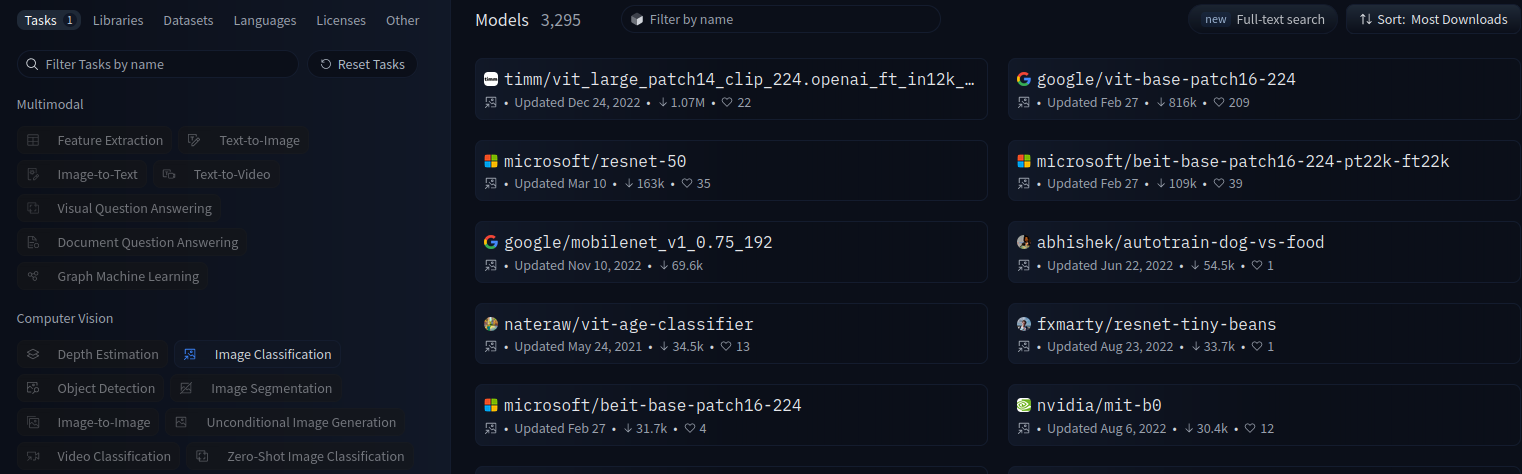 Tasks 1 Libraries Datasets Languages Licenses Other
Filter Tasks by name Reset Tasks
Multimodal
Feature Extraction Text-to-Image
Image-to-Text Text-to-Video
Visual Question Answering
Document Question Answering
Graph Machine Learning
Computer Vision
Depth Estimation Image Classification
Object Detection Image Segmentation
Image-to-Image Unconditional Image Generation
Video Classification Zero-Shot Image Classification
Models 3,295 Filter by name new Full-text search Sort: Most Downloads
timm/vit_large_patch14_clip_224.openai_ft_in12k_…
Updated Dec 24, 2022 • 1.07M • 22
google/vit-base-patch16-224
Updated Feb 27 • 816k • 209
microsoft/resnet-50
Updated Mar 10 • 163k • 35
microsoft/beit-base-patch16-224-pt22k-ft22k
Updated Feb 27 • 109k • 39
google/mobilenet_v1_0.75_192
Updated Nov 10, 2022 • 69.6k
abhishek/autotrain-dog-vs-food
Updated Jun 22, 2022 • 54.5k • 1
nateraw/vit-age-classifier
Updated May 24, 2021 • 34.5k • 13
fxmarty/resnet-tiny-beans
Updated Aug 23, 2022 • 33.7k • 1
microsoft/beit-base-patch16-224
Updated Feb 27 • 31.7k • 4
nvidia/mit-b0
Updated Aug 6, 2022 • 30.4k • 12